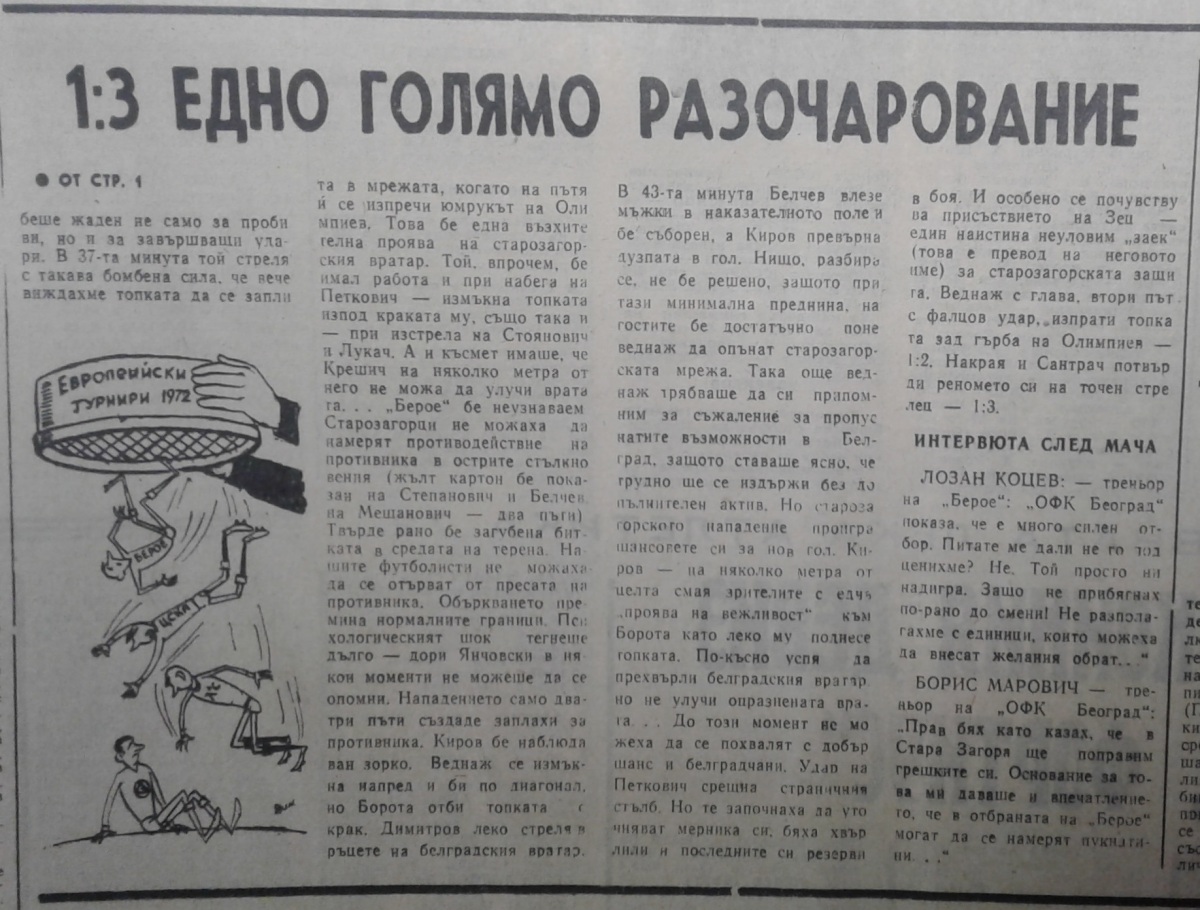 1:3 ЕДНО ГОЛЯМО РАЗОЧАРОВАНИЕ
● ОТ СТР. 1
беше жаден не само за проби
ви, но и за завършващи уда-
ри. В 37-та минута той стреля
с такава бомбена сила, че вече
виждахме топката да се запли
ЕВРОПЕЙСКИ
ТУРНИРИ 1972
БЕРОЕ
ЦСКА
та в мрежата, когато на пътя
й се изпречи юмрукът на Оли
мпиев. Това бе една възхити
телна проява на старозагор-
ския вратар. Той, впрочем, бе
имал работа и при набега на
Петкович — измъкна топката
изпод краката му, също така и
— при изстрела на Стоянович
и Лукач. А и късмет имаше, че
Крешич на няколко метра от
него не можа да улучи врата
та. . . „Берое" бе неузнаваем
Старозагорци не можаха да
намерят противодействие на
противника в острите стълкно
вения (жълт картон бе пока-
зан на Степанович и Белчев
на Мешанович — два пъти)
Твърде рано бе загубена бит-
ката в средата на терена. На-
шите футболисти не можаха
да се отърват от пресата на
противника. Объркването пре-
мина нормалните граници. Пси
хологическият шок тегнеше
дълго — дори Янчовски в ня-
кои моменти не можеше да се
опомни. Нападението само два-
три пъти създаде заплахи за
противника. Киров бе наблюда
ван зорко. Веднаж се измък-
на напред и би по диагонал,
но Борота отби топката с
крак. Димитров леко стреля в
ръцете на белградския вратар.
В 43-та минута Белчев влезе
мъжки в наказателното поле и
бе съборен, а Киров превърна
дузпата в гол. Нищо, разбира
се, не бе решено, защото при
тази минимална преднина, на
гостите бе достатъчно поне
веднаж да опънат старозагор-
ската мрежа. Така още вед-
наж трябваше да си припом-
ним за съжаление за пропус
натите възможности в Бел-
град, защото ставаше ясно, че
трудно ще се издържи без до
пълнителен актив. Но староза
горското нападение проигра
шансовете си за нов гол. Ки-
ров — на няколко метра от
целта смая зрителите с една
„проява на вежливост" към
Борота като леко му поднесе
топката. По-късно успя да
прехвърли белградския вратар
но не улучи опразнената вра-
та. . . До този момент не мо
жеха да се похвалят с добър
шанс и белградчани. Удар на
Петкович срещна страничния
стълб. Но те започнаха да уто
чняват мерника си, бяха хвър
лили и последните си резерви
в боя. И особено се почувству
ва присъствието на Зец —
един наистина неуловим „заек"
(това е превод на неговото
име) за старозагорската защи
та. Веднаж с глава, втори път
с фалцов удар, изпрати топка
та зад гърба на Олимпиев —
1:2. Накрая и Сантрач потвър
ди реномето си на точен стре
лец — 1:3.
ИНТЕРВЮТА СЛЕД МАЧА
ЛОЗАН КОЦЕВ: — треньор
на „Берое": „ОФК Београд"
показа, че е много силен от-
бор. Питате ме дали не го под
ценихме? Не. Той просто ни
надигра. Защо не прибягнах
по-рано до смени! Не разпола-
гахме с единици, които можеха
да внесат желания обрат. . ."
БОРИС МАРОВИЧ — тре-
ньор на „ОФК Београд":
„Прав бях като казах, че в
Стара Загора ще поправим
грешките си. Основание за то-
ва ми даваше и впечатление-
то, че в отбраната на „Берое"
могат да се намерят пукнати-
ни. . ."